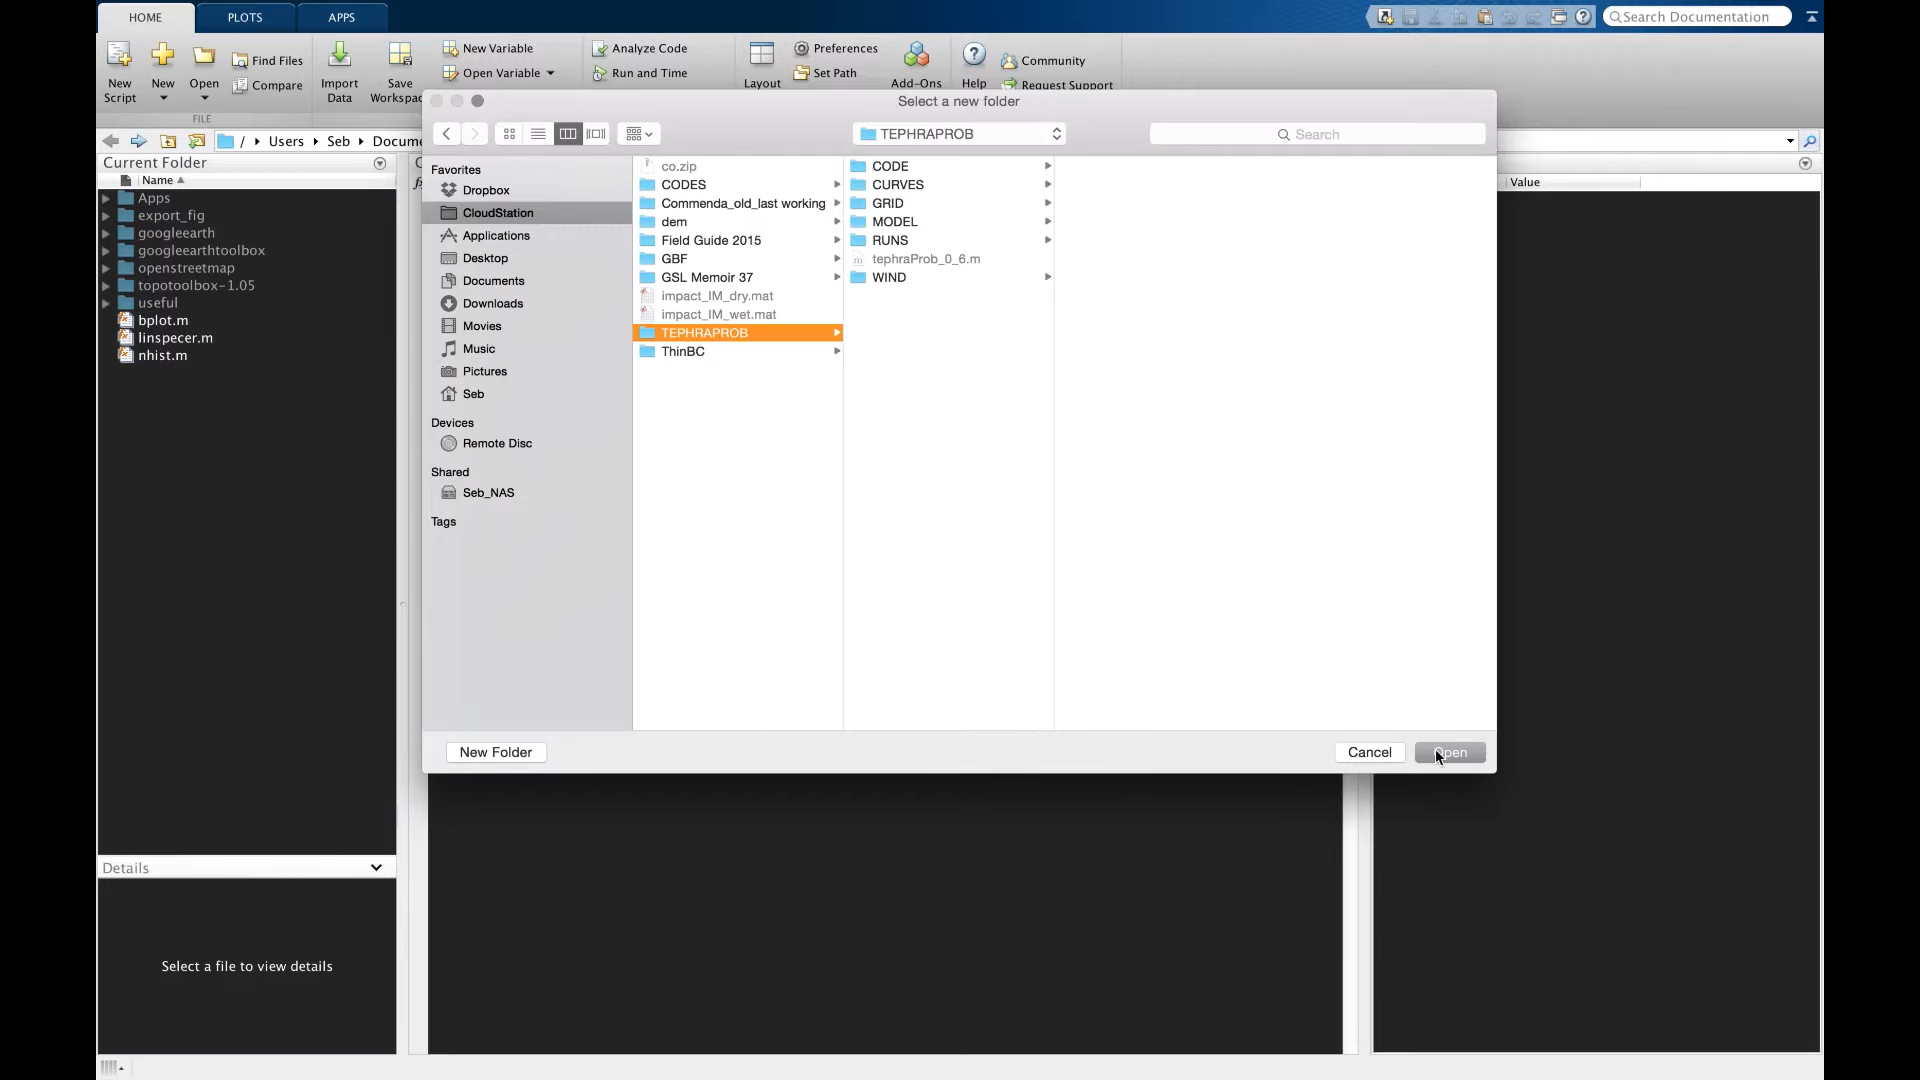 HOME PLOTS APPS
Search Documentation
New Script
New
Open
Find Files
Compare
FILE
Import Data
Save Workspac
New Variable
Open Variable
Analyze Code
Run and Time
Layout
Preferences
Set Path
Add-Ons
Help
Community
Request Support
/ Users Seb Docume
Current Folder
Name
Apps
export_fig
googleearth
googleearthtoolbox
openstreetmap
topotoolbox-1.05
useful
bplot.m
linspecer.m
nhist.m
Details
Select a file to view details
Select a new folder
TEPHRAPROB
Search
Favorites
Dropbox
CloudStation
Applications
Desktop
Documents
Downloads
Movies
Music
Pictures
Seb
Devices
Remote Disc
Shared
Seb_NAS
Tags
co.zip
CODES
Commenda_old_last working
dem
Field Guide 2015
GBF
GSL Memoir 37
impact_IM_dry.mat
impact_IM_wet.mat
TEPHRAPROB
ThinBC
CODE
CURVES
GRID
MODEL
RUNS
tephraProb_0_6.m
WIND
New Folder
Cancel
Open
Value